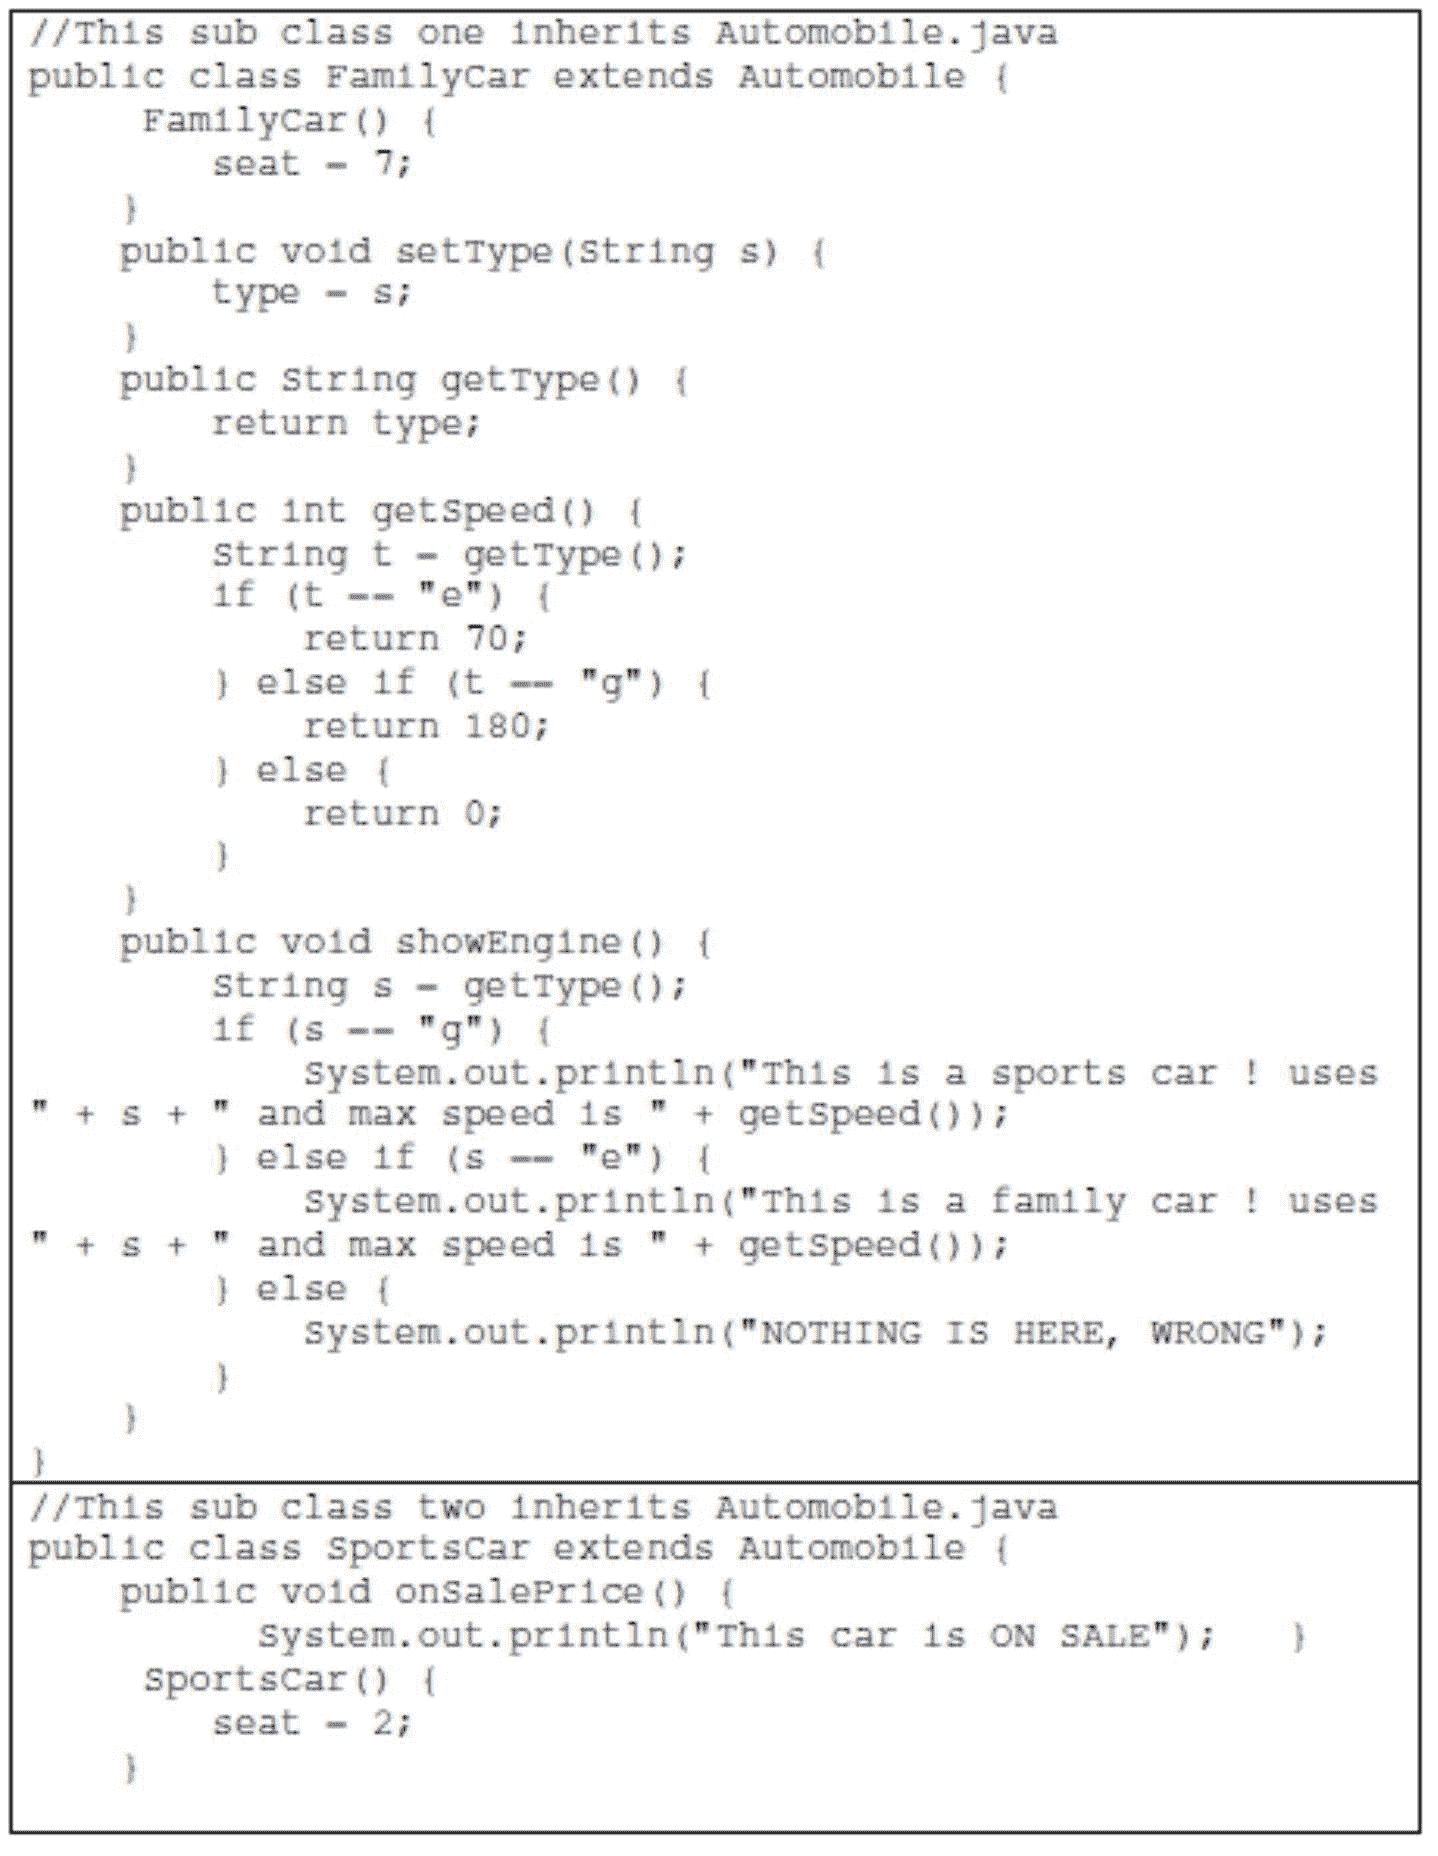 //This sub class one inherits Automobile.java
public class FamilyCar extends Automobile {
FamilyCar() {
seat = 7;
}
public void setType(String s) {
type = s;
}
public String getType() {
return type;
}
public int getSpeed() {
String t = getType();
if (t == "e") {
return 70;
} else if (t == "g") {
return 180;
} else {
return 0;
}
}
public void showEngine() {
String s = getType();
if (s == "g") {
System.out.println("This is a sports car ! uses
" + s + " and max speed is " + getSpeed());
} else if (s == "e") {
System.out.println("This is a family car ! uses
" + s + " and max speed is " + getSpeed());
} else {
System.out.println("NOTHING IS HERE, WRONG");
}
}
}
//This sub class two inherits Automobile.java
public class SportsCar extends Automobile {
public void onSalePrice() {
System.out.println("This car is ON SALE"); }
SportsCar() {
seat = 2;
}